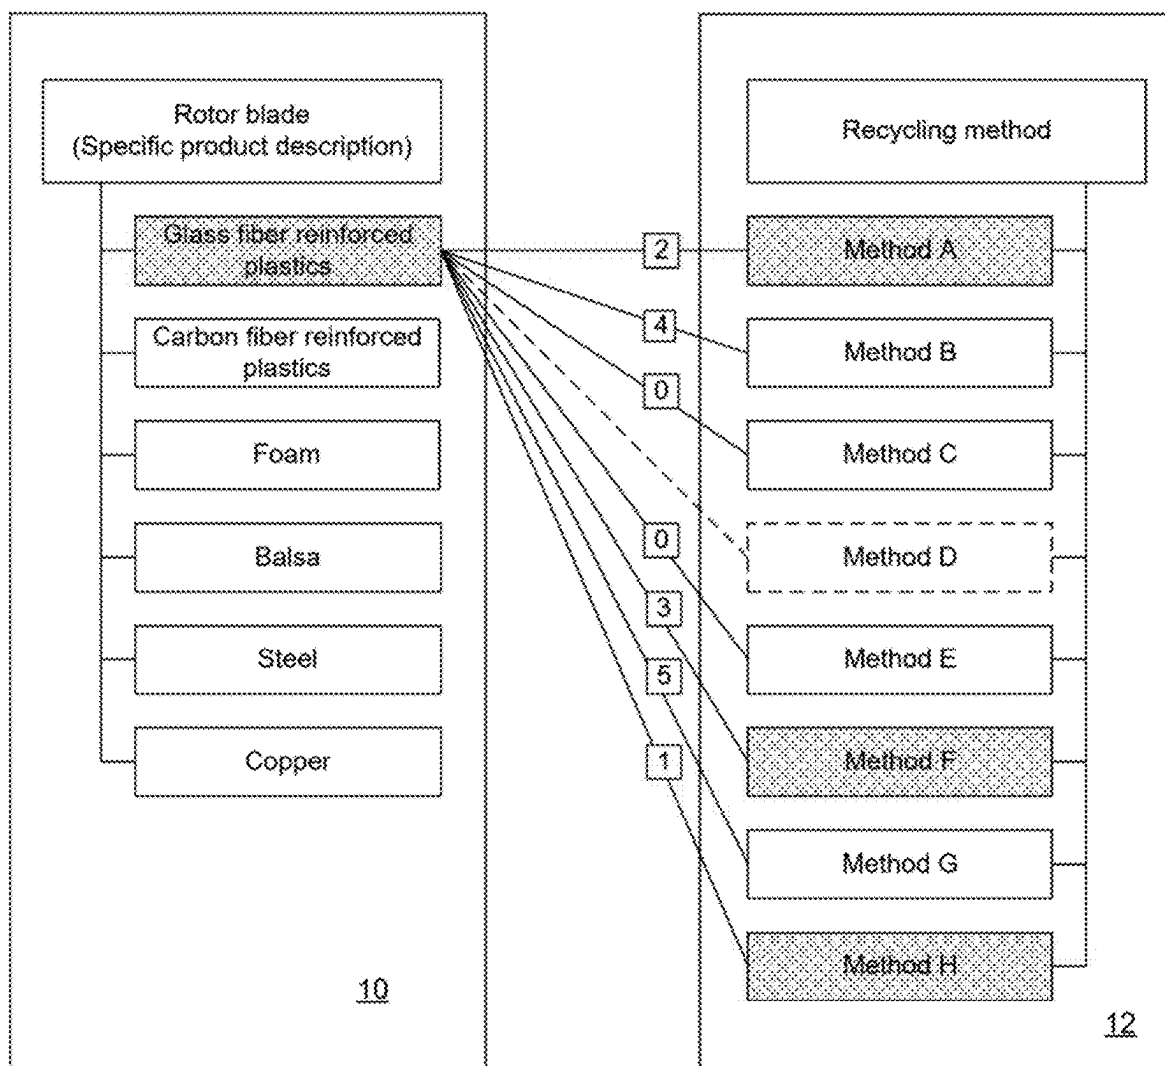 Rotor blade
(Specific product description)
Glass fiber reinforced
plastics
Carbon fiber reinforced
plastics
Foam
Balsa
Steel
Copper
10
2
4
0
0
3
5
1
Recycling method
Method A
Method B
Method C
Method D
Method E
Method F
Method G
Method H
12